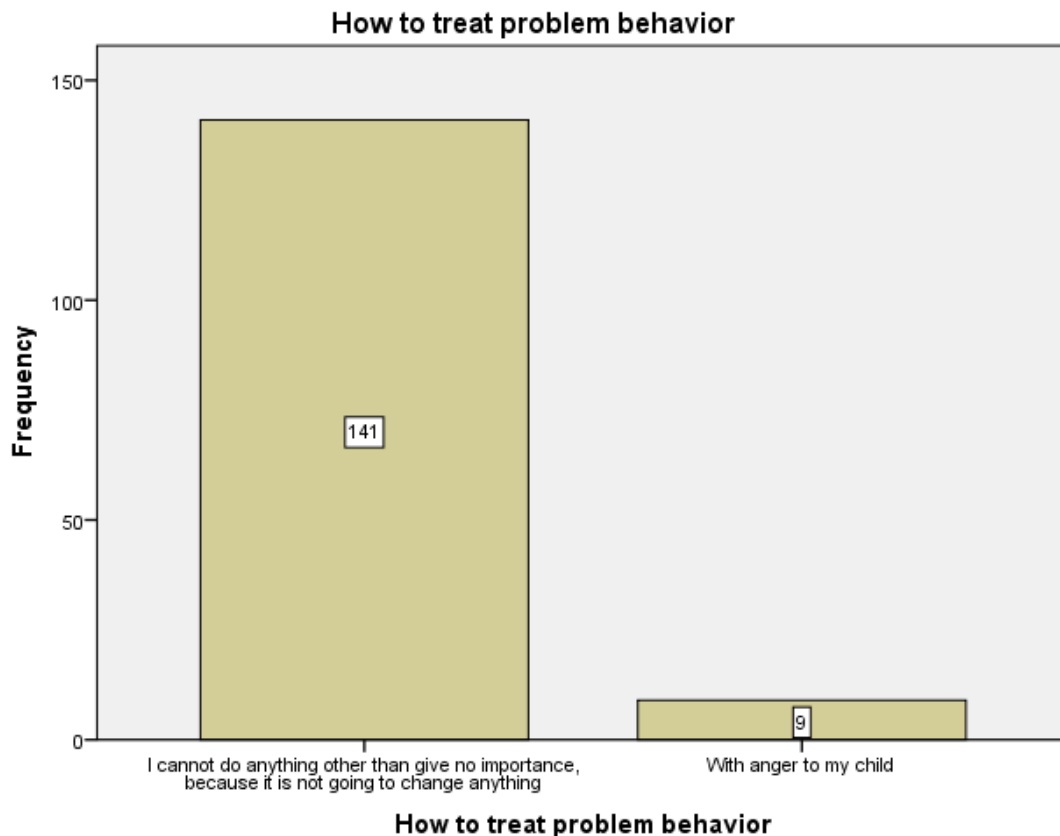 How to treat problem behavior
150
100
50
0
Frequency
141
9
I cannot do anything other than give no importance,
because it is not going to change anything
With anger to my child
How to treat problem behavior